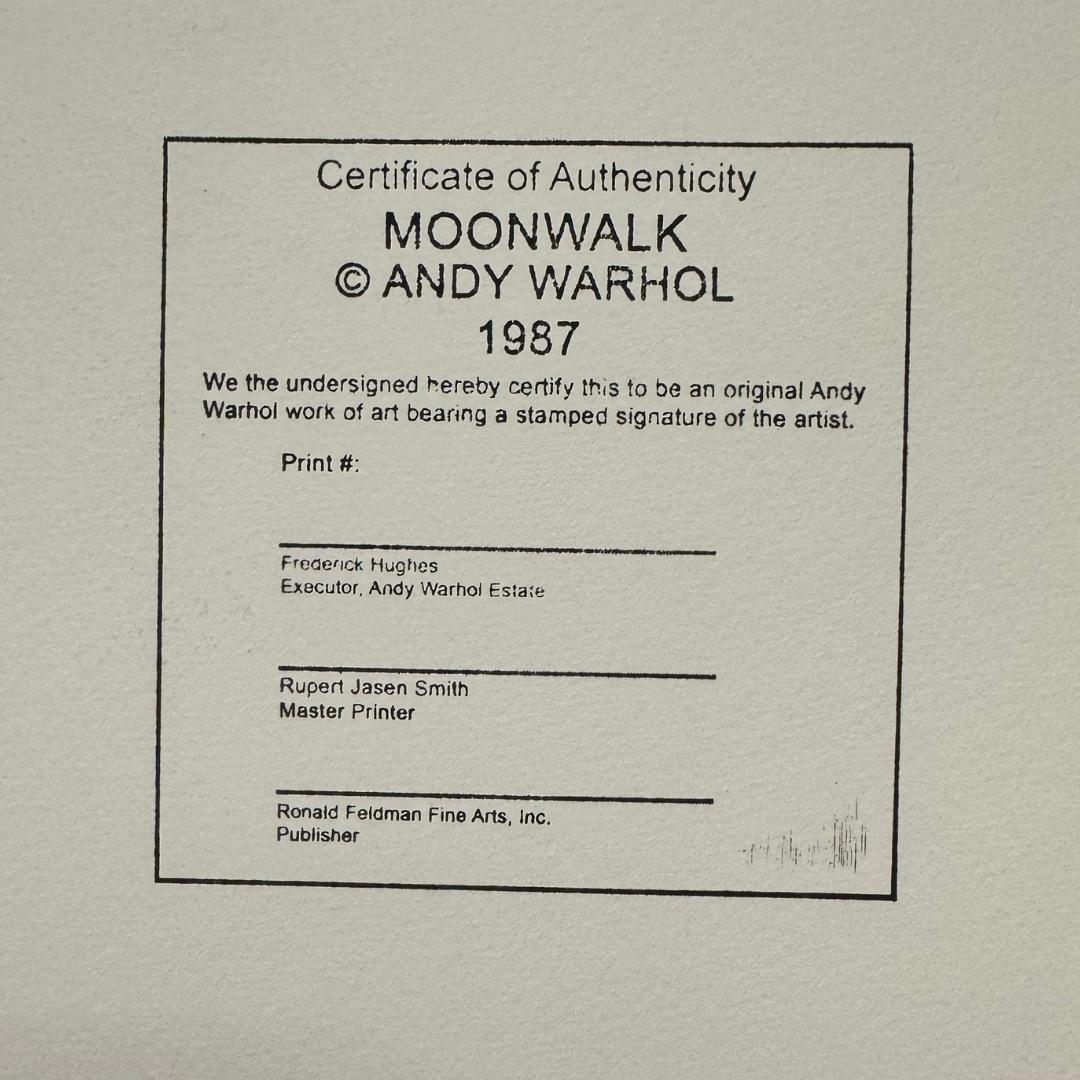 Certificate of Authenticity
MOONWALK
© ANDY WARHOL
1987
We the undersigned hereby certify this to be an original Andy
Warhol work of art bearing a stamped signature of the artist.
Print #:
Frederick Hughes
Executor, Andy Warhol Estate
Rupert Jasen Smith
Master Printer
Ronald Feldman Fine Arts, Inc.
Publisher